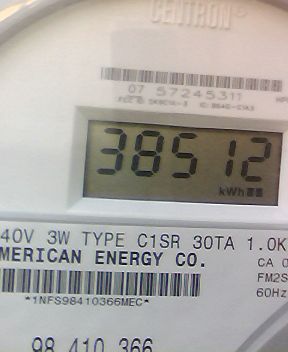 CENTRON®
07 57245311
38512
kWh
40V 3W TYPE C1SR 30TA 1.0K
MERICAN ENERGY CO.
CA 0
FM2S
60Hz
*1NFS98410366MEC*
98 410 366